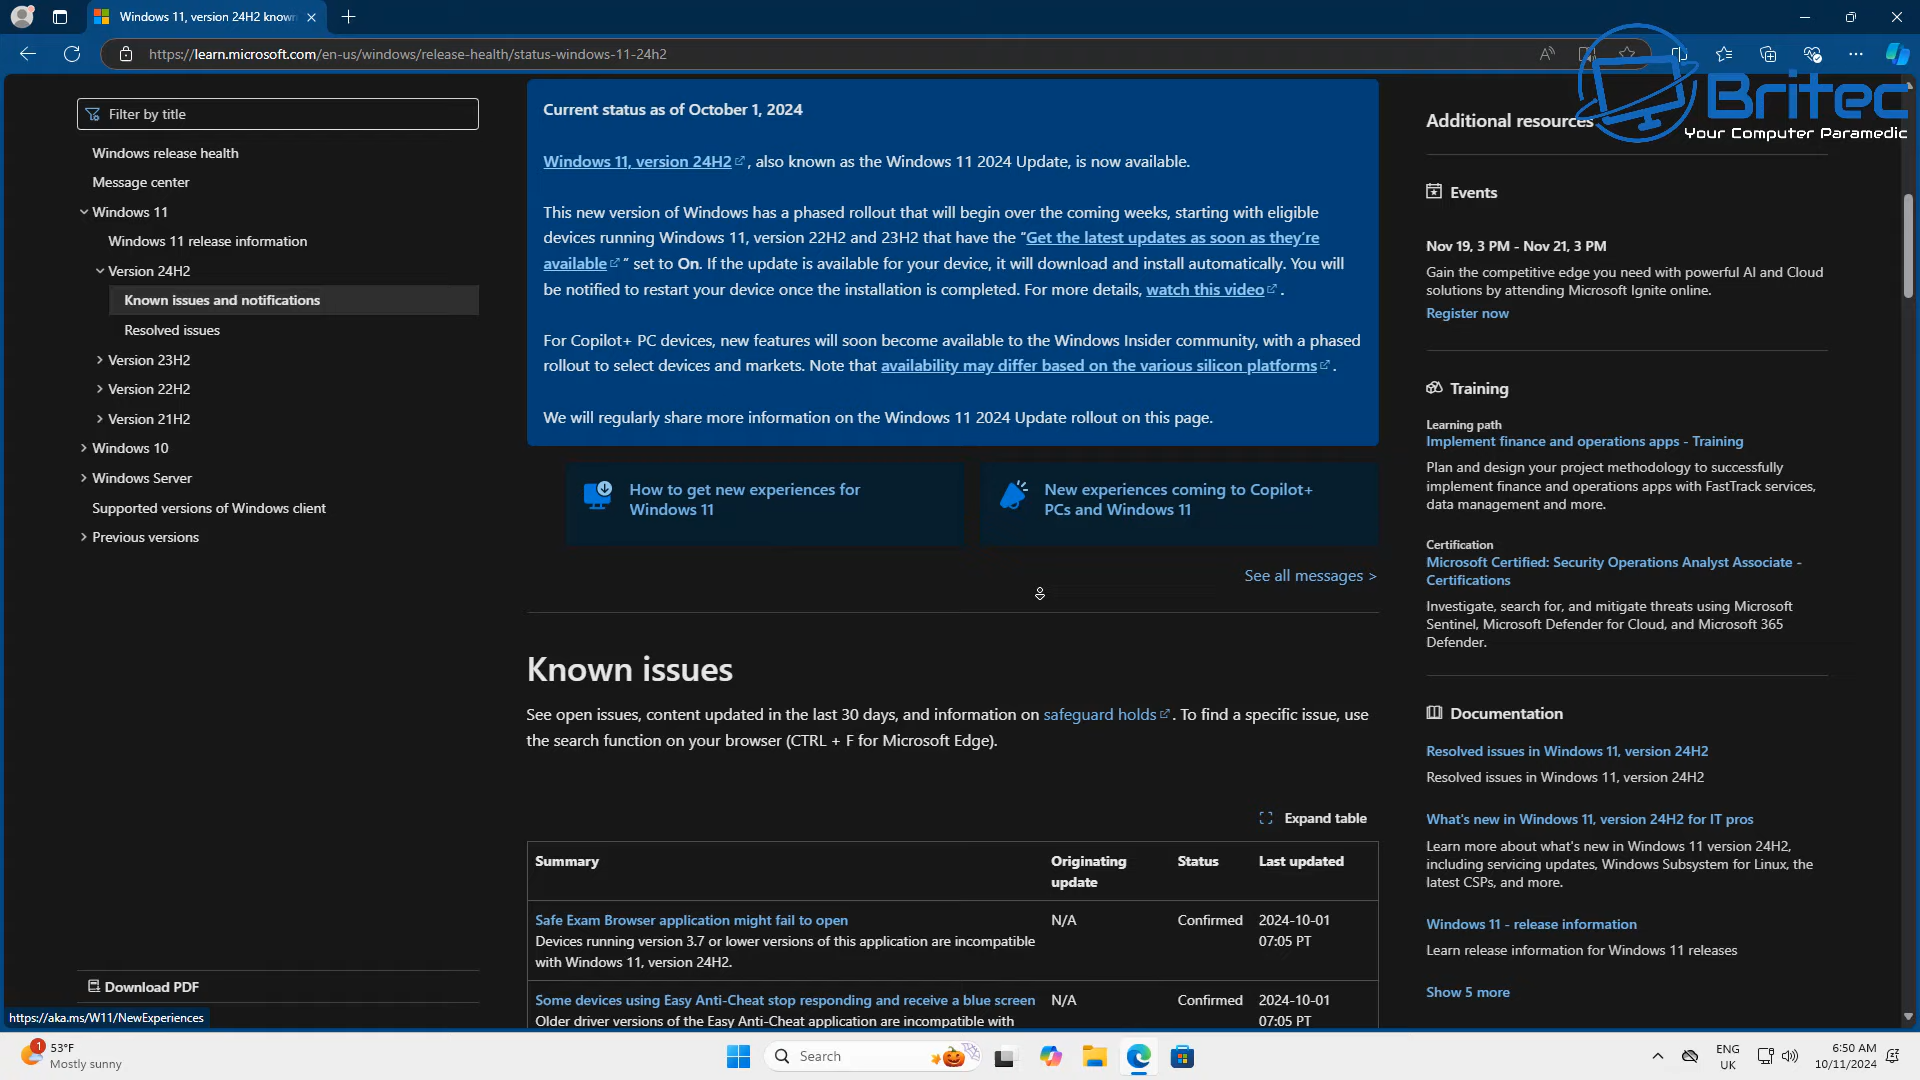 Windows 11, version 24H2 known
https://learn.microsoft.com/en-us/windows/release-health/status-windows-11-24h2
Britec
Your Computer Paramedic
Filter by title
Windows release health
Message center
Windows 11
Windows 11 release information
Version 24H2
Known issues and notifications
Resolved issues
Version 23H2
Version 22H2
Version 21H2
Windows 10
Windows Server
Supported versions of Windows client
Previous versions
Download PDF
https://aka.ms/W11/NewExperiences
Current status as of October 1, 2024
Windows 11, version 24H2 , also known as the Windows 11 2024 Update, is now available.
This new version of Windows has a phased rollout that will begin over the coming weeks, starting with eligible
devices running Windows 11, version 22H2 and 23H2 that have the “Get the latest updates as soon as they’re
available ” set to On. If the update is available for your device, it will download and install automatically. You will
be notified to restart your device once the installation is completed. For more details, watch this video .
For Copilot+ PC devices, new features will soon become available to the Windows Insider community, with a phased
rollout to select devices and markets. Note that availability may differ based on the various silicon platforms .
We will regularly share more information on the Windows 11 2024 Update rollout on this page.
How to get new experiences for
Windows 11
New experiences coming to Copilot+
PCs and Windows 11
See all messages >
Known issues
See open issues, content updated in the last 30 days, and information on safeguard holds . To find a specific issue, use
the search function on your browser (CTRL + F for Microsoft Edge).
Expand table
Summary Originating Status Last updated
update
Safe Exam Browser application might fail to open N/A Confirmed 2024-10-01
Devices running version 3.7 or lower versions of this application are incompatible 07:05 PT
with Windows 11, version 24H2.
Some devices using Easy Anti-Cheat stop responding and receive a blue screen N/A Confirmed 2024-10-01
Older driver versions of the Easy Anti-Cheat application are incompatible with 07:05 PT
Additional resources
Events
Nov 19, 3 PM - Nov 21, 3 PM
Gain the competitive edge you need with powerful AI and Cloud
solutions by attending Microsoft Ignite online.
Register now
Training
Learning path
Implement finance and operations apps - Training
Plan and design your project methodology to successfully
implement finance and operations apps with FastTrack services,
data management and more.
Certification
Microsoft Certified: Security Operations Analyst Associate -
Certifications
Investigate, search for, and mitigate threats using Microsoft
Sentinel, Microsoft Defender for Cloud, and Microsoft 365
Defender.
Documentation
Resolved issues in Windows 11, version 24H2
Resolved issues in Windows 11, version 24H2
What's new in Windows 11, version 24H2 for IT pros
Learn more about what's new in Windows 11 version 24H2,
including servicing updates, Windows Subsystem for Linux, the
latest CSPs, and more.
Windows 11 - release information
Learn release information for Windows 11 releases
Show 5 more
1
53°F
Mostly sunny
Search
ENG
UK
6:50 AM
10/11/2024